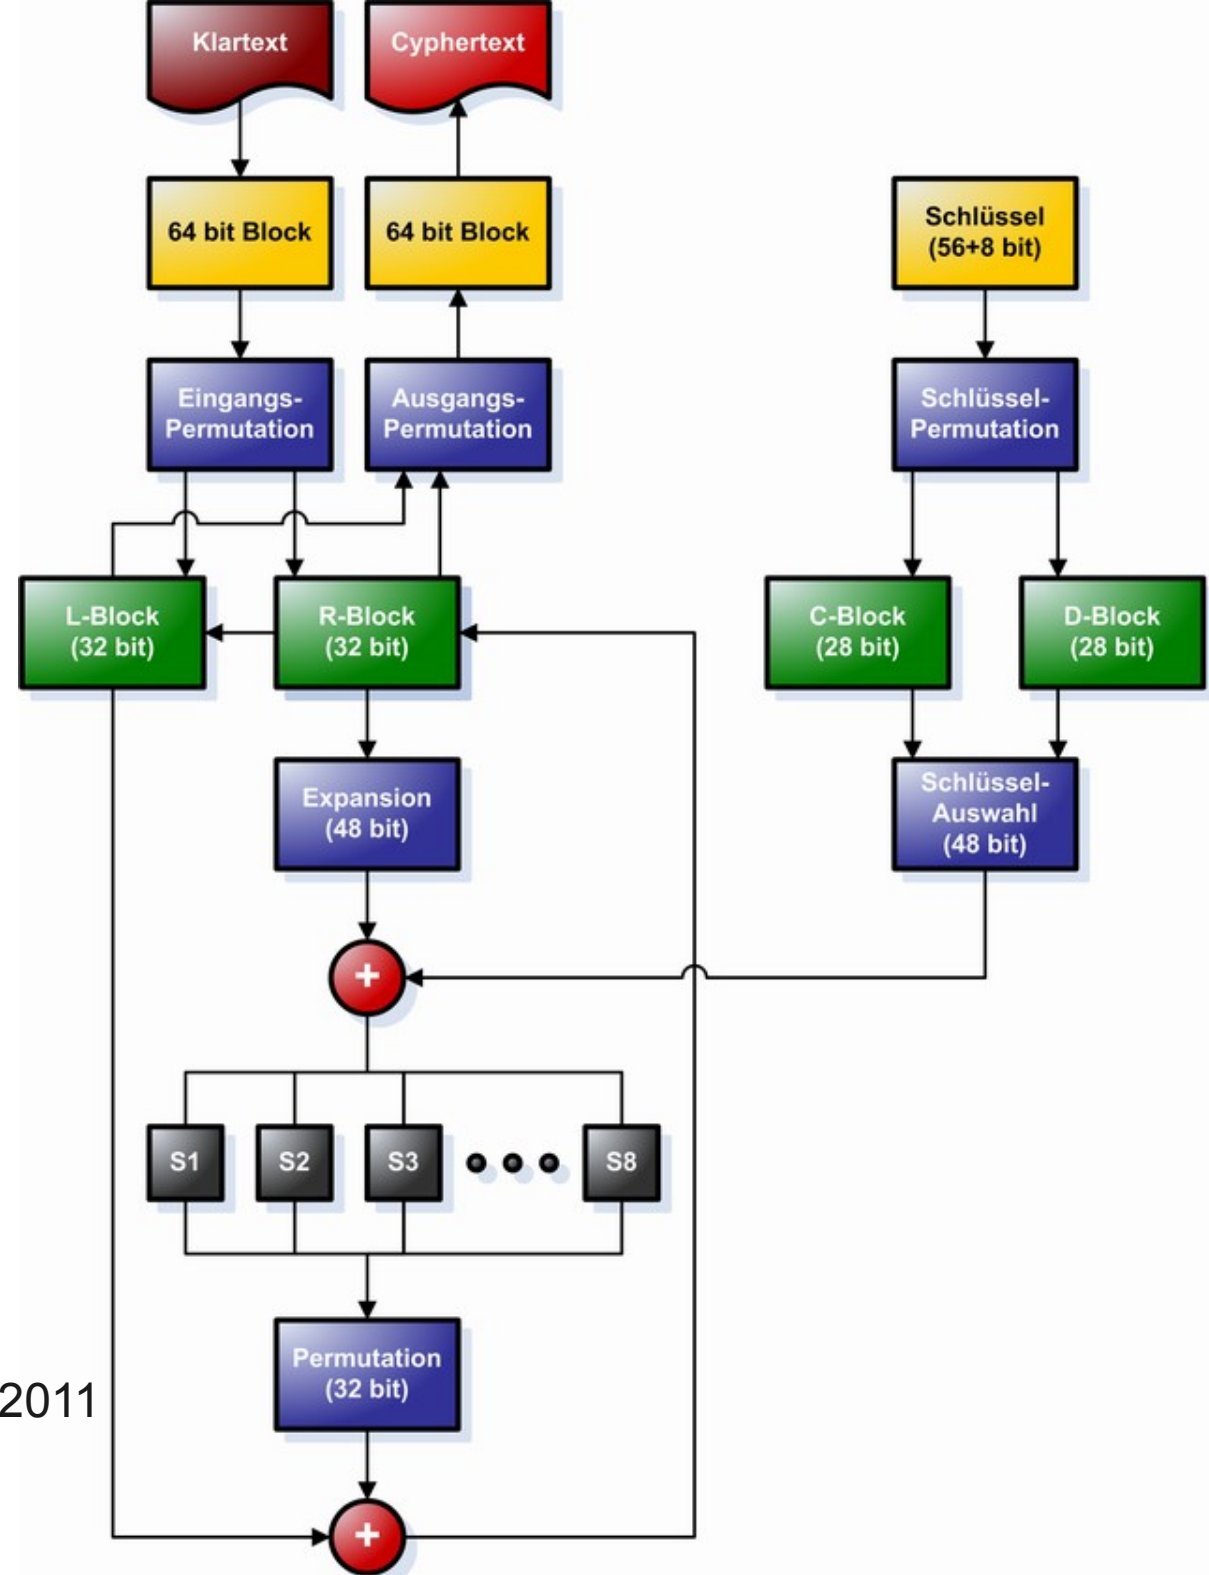 Klartext
Cyphertext
64 bit Block
64 bit Block
Schlüssel
(56+8 bit)
Eingangs-
Permutation
Ausgangs-
Permutation
Schlüssel-
Permutation
L-Block
(32 bit)
R-Block
(32 bit)
C-Block
(28 bit)
D-Block
(28 bit)
Expansion
(48 bit)
Schlüssel-
Auswahl
(48 bit)
+
S1
S2
S3
S8
Permutation
(32 bit)
2011
+